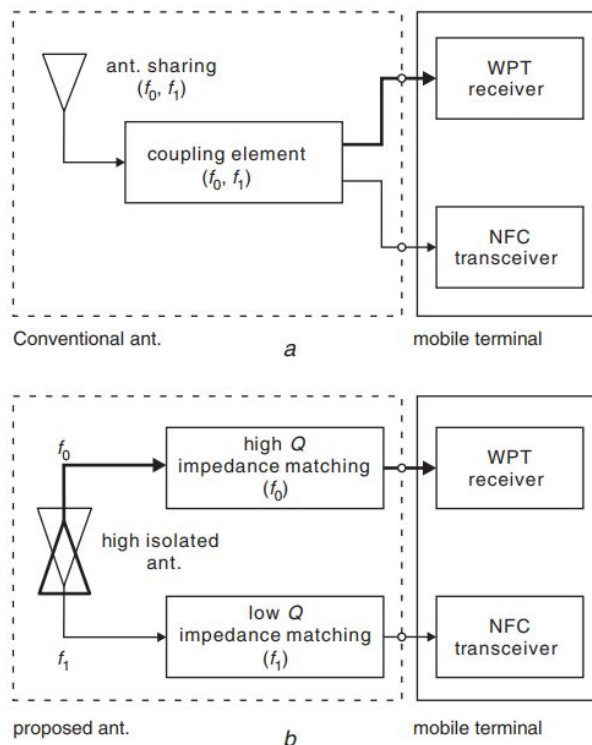 ant. sharing
(f0, f1)
coupling element
(f0, f1)
WPT
receiver
NFC
transceiver
Conventional ant.
a
mobile terminal
f0
high Q
impedance matching
(f0)
WPT
receiver
high isolated
ant.
f1
low Q
impedance matching
(f1)
NFC
transceiver
proposed ant.
b
mobile terminal